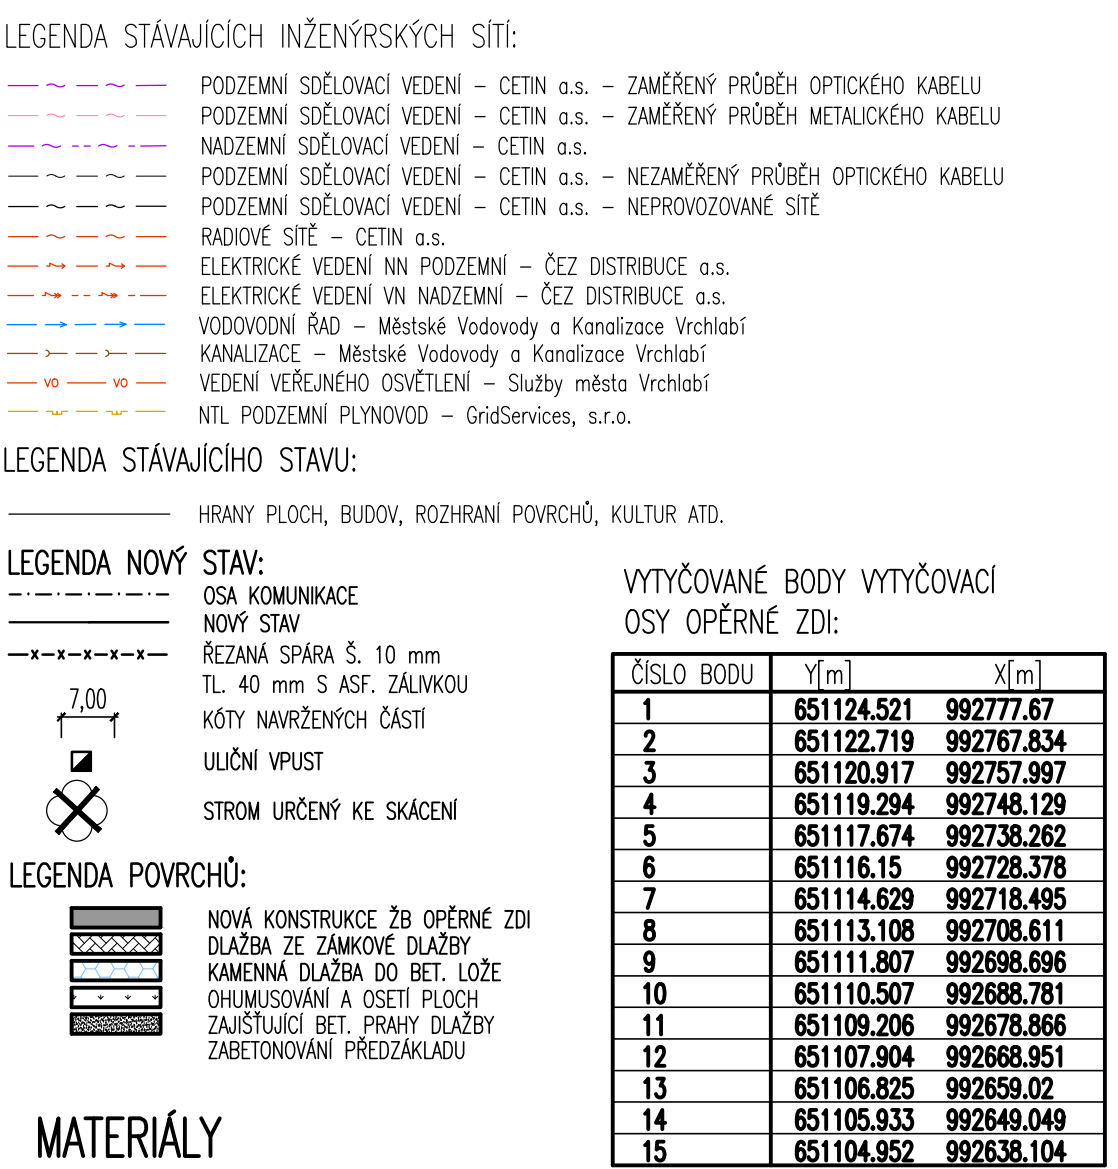 LEGENDA STÁVAJÍCÍCH INŽENÝRSKÝCH SÍTÍ:
PODZEMNÍ SDĚLOVACÍ VEDENÍ – CETIN a.s. – ZAMĚŘENÝ PRŮBĚH OPTICKÉHO KABELU
PODZEMNÍ SDĚLOVACÍ VEDENÍ – CETIN a.s. – ZAMĚŘENÝ PRŮBĚH METALICKÉHO KABELU
NADZEMNÍ SDĚLOVACÍ VEDENÍ – CETIN a.s.
PODZEMNÍ SDĚLOVACÍ VEDENÍ – CETIN a.s. – NEZAMĚŘENÝ PRŮBĚH OPTICKÉHO KABELU
PODZEMNÍ SDĚLOVACÍ VEDENÍ – CETIN a.s. – NEPROVOZOVANÉ SÍTĚ
RADIOVÉ SÍTĚ – CETIN a.s.
ELEKTRICKÉ VEDENÍ NN PODZEMNÍ – ČEZ DISTRIBUCE a.s.
ELEKTRICKÉ VEDENÍ VN NADZEMNÍ – ČEZ DISTRIBUCE a.s.
VODOVODNÍ ŘAD – Městské Vodovody a Kanalizace Vrchlabí
KANALIZACE – Městské Vodovody a Kanalizace Vrchlabí
VO VO VEDENÍ VEŘEJNÉHO OSVĚTLENÍ – Služby města Vrchlabí
NTL PODZEMNÍ PLYNOVOD – GridServices, s.r.o.
LEGENDA STÁVAJÍCÍHO STAVU:
HRANY PLOCH, BUDOV, ROZHRANÍ POVRCHŮ, KULTUR ATD.
LEGENDA NOVÝ STAV:
OSA KOMUNIKACE
NOVÝ STAV
ŘEZANÁ SPÁRA Š. 10 mm
TL. 40 mm S ASF. ZÁLIVKOU
7,00
KÓTY NAVRŽENÝCH ČÁSTÍ
ULIČNÍ VPUST
STROM URČENÝ KE SKÁCENÍ
LEGENDA POVRCHŮ:
NOVÁ KONSTRUKCE ŽB OPĚRNÉ ZDI
DLAŽBA ZE ZÁMKOVÉ DLAŽBY
KAMENNÁ DLAŽBA DO BET. LOŽE
OHUMUSOVÁNÍ A OSETÍ PLOCH
ZAJIŠŤUJÍCÍ BET. PRAHY DLAŽBY
ZABETONOVÁNÍ PŘEDZÁKLADU
MATERIÁLY
VYTYČOVANÉ BODY VYTYČOVACÍ
OSY OPĚRNÉ ZDI:
ČÍSLO BODU Y[m] X[m]
1 651124.521 992777.67
2 651122.719 992767.834
3 651120.917 992757.997
4 651119.294 992748.129
5 651117.674 992738.262
6 651116.15 992728.378
7 651114.629 992718.495
8 651113.108 992708.611
9 651111.807 992698.696
10 651110.507 992688.781
11 651109.206 992678.866
12 651107.904 992668.951
13 651106.825 992659.02
14 651105.933 992649.049
15 651104.952 992638.104